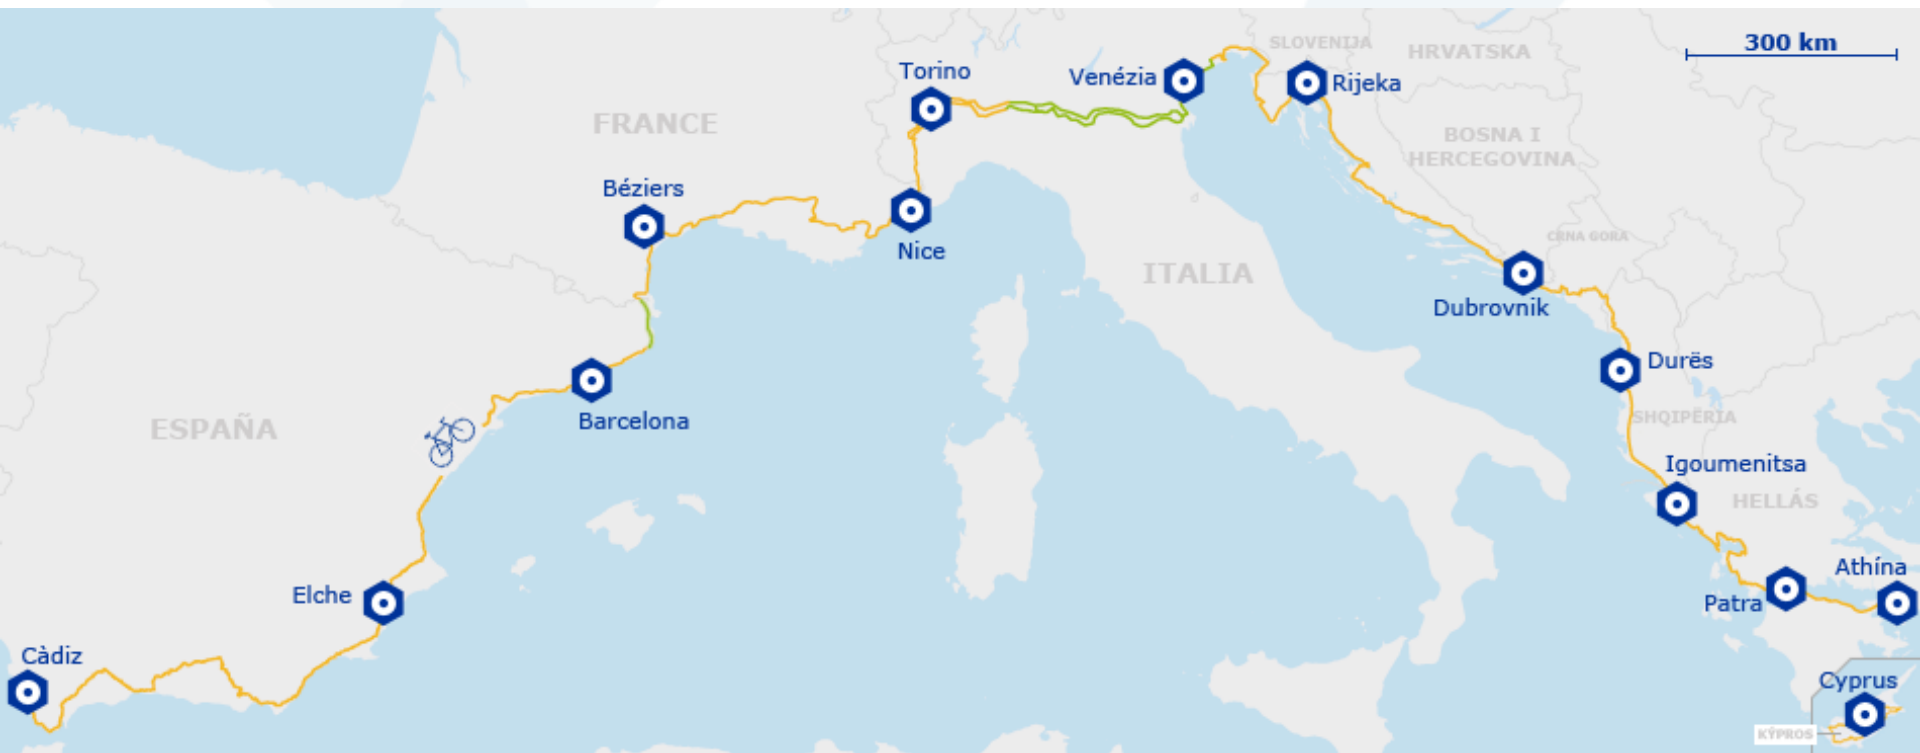 SLOVENIJA
300 km
HRVATSKA
Torino
Venézia
Rijeka
FRANCE
BOSNA I
HERCEGOVINA
Béziers
CRNA GORA
Nice
ITALIA
Dubrovnik
Durës
SHQIPËRIA
Barcelona
ESPAÑA
Igoumenitsa
HELLÁS
Athína
Elche
Patra
Càdiz
Cyprus
KÝPROS